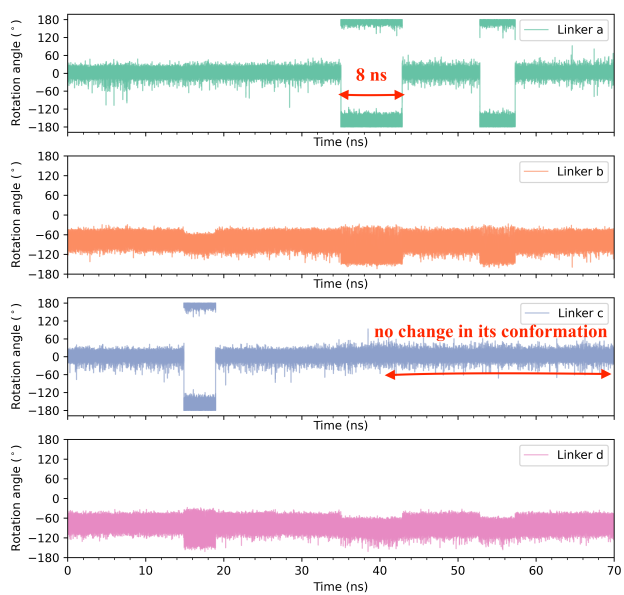 Rotation angle (°)
180
120
60
0
−60
−120
−180
Linker a
8 ns
Time (ns)
Rotation angle (°)
180
120
60
0
−60
−120
−180
Linker b
Time (ns)
Rotation angle (°)
180
120
60
0
−60
−120
−180
Linker c
no change in its conformation
Time (ns)
Rotation angle (°)
180
120
60
0
−60
−120
−180
Linker d
0 10 20 30 40 50 60 70
Time (ns)